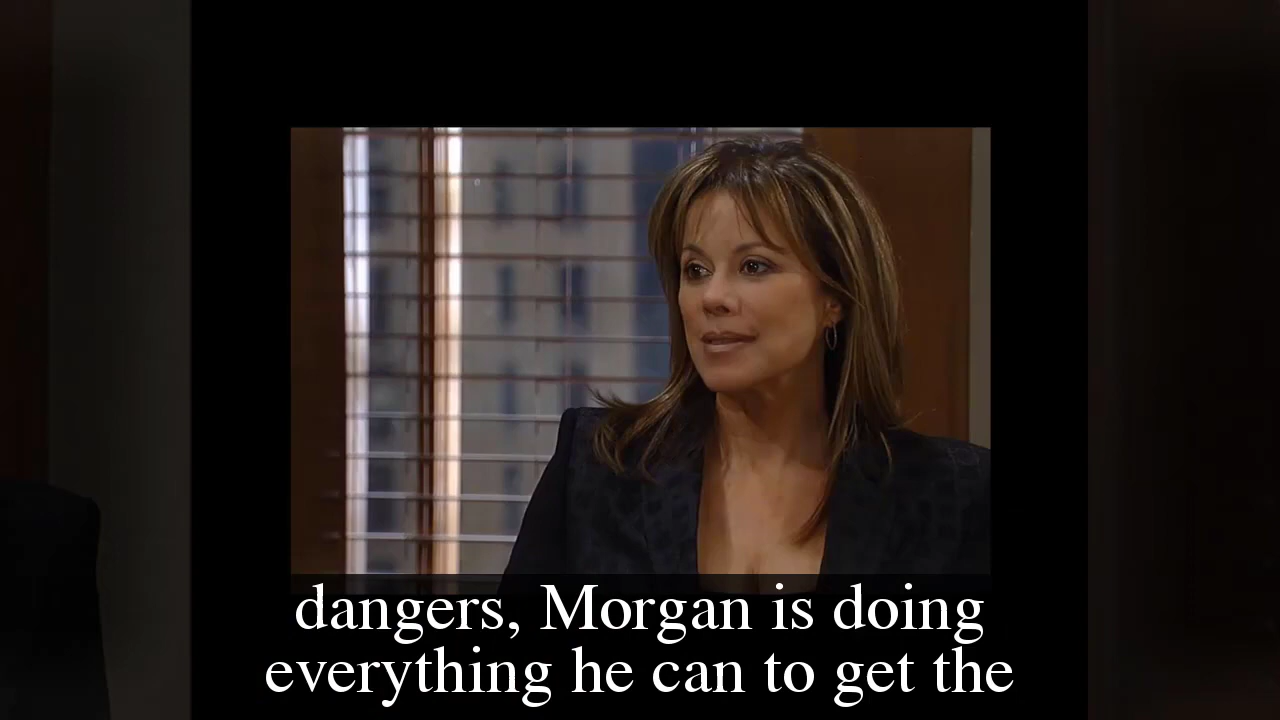 dangers, Morgan is doing
everything he can to get the